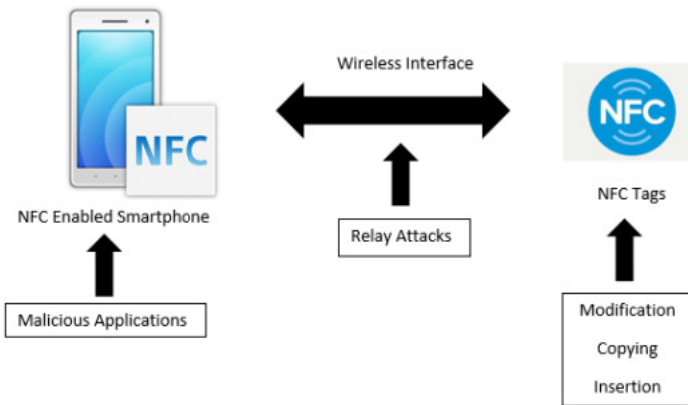 Wireless Interface
NFC
NFC
NFC Enabled Smartphone
NFC Tags
Relay Attacks
Malicious Applications
Modification
Copying
Insertion